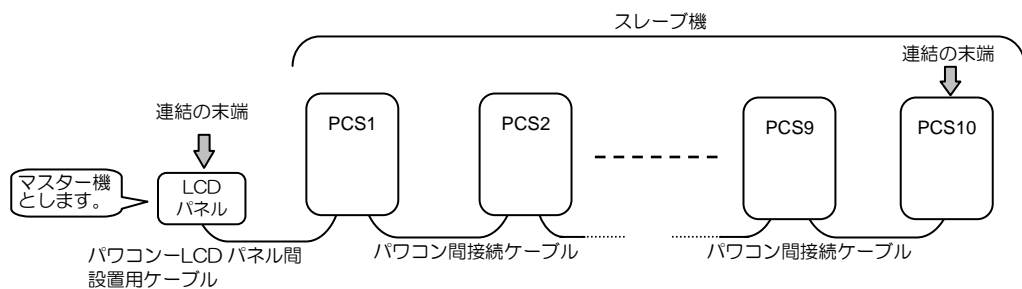 スレーブ機
連結の末端
連結の末端
PCS1
PCS2
PCS9
PCS10
マスター機
とします。
LCD
パネル
パワコンーLCD パネル間
設置用ケーブル
パワコン間接続ケーブル
パワコン間接続ケーブル